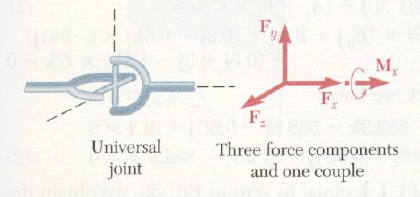 F_y
M_x
F_x
F_z
Universal
joint
Three force components
and one couple